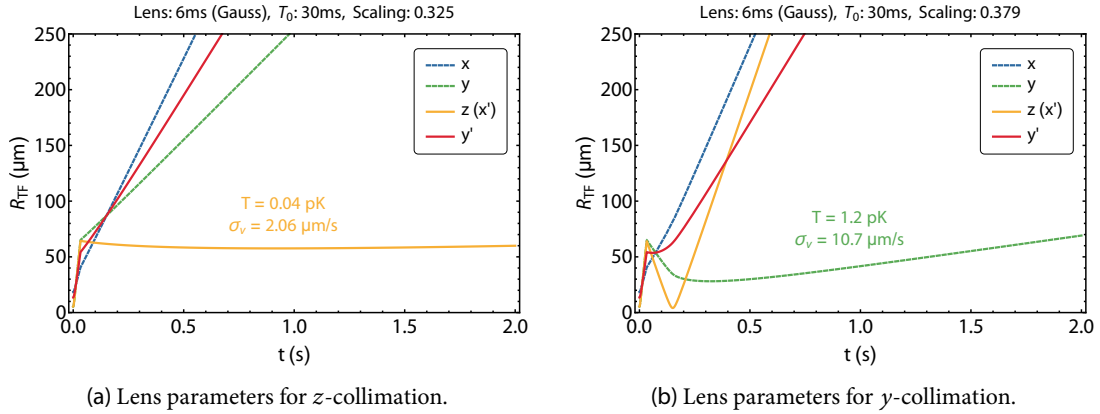 Lens: 6ms (Gauss), T₀: 30ms, Scaling: 0.325
250
200
150
100
50
0
R_TF (μm)
x
y
z (x')
y'
T = 0.04 pK
σᵥ = 2.06 μm/s
0.0 0.5 1.0 1.5 2.0
t (s)
(a) Lens parameters for z-collimation.
Lens: 6ms (Gauss), T₀: 30ms, Scaling: 0.379
250
200
150
100
50
0
R_TF (μm)
x
y
z (x')
y'
T = 1.2 pK
σᵥ = 10.7 μm/s
0.0 0.5 1.0 1.5 2.0
t (s)
(b) Lens parameters for y-collimation.